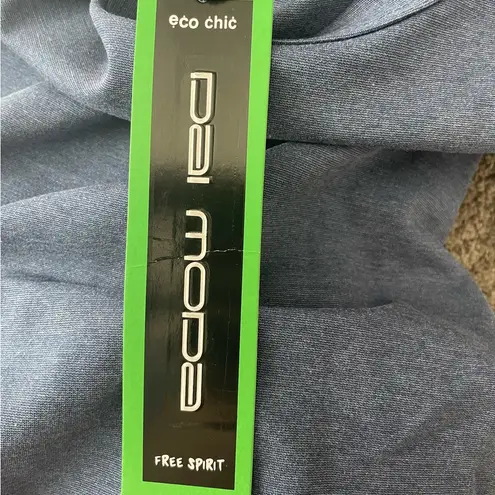 eco chic
pai moda
FREE SPIRIT